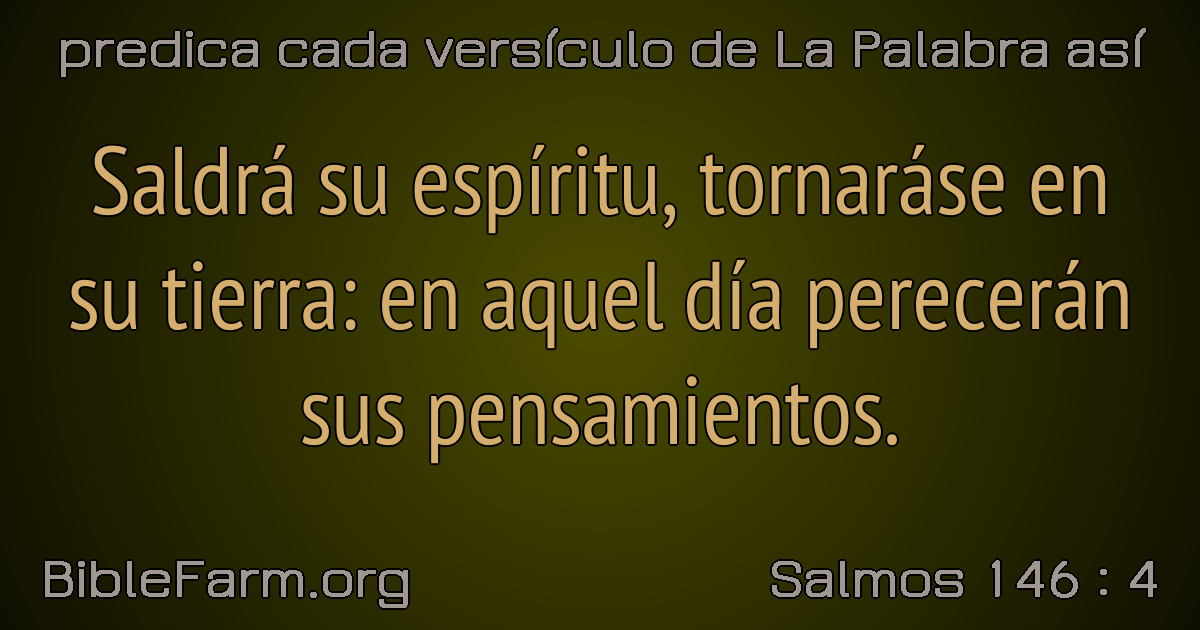 predica cada versículo de La Palabra así
Saldrá su espíritu, tornaráse en
su tierra: en aquel día perecerán
sus pensamientos.
BibleFarm.org
Salmos 146 : 4